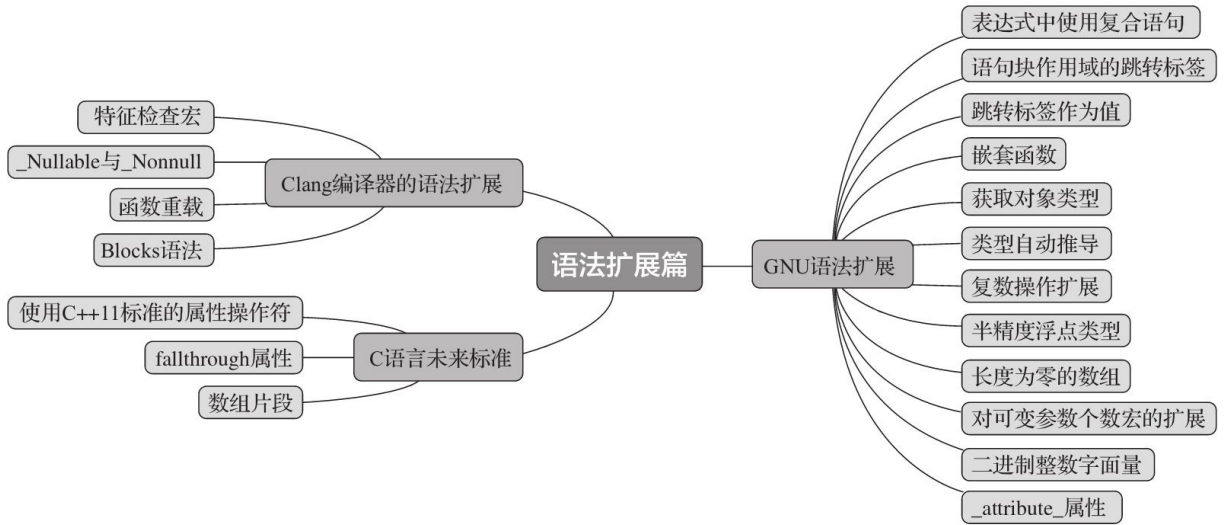 语法扩展篇
Clang编译器的语法扩展
特征检查宏
_Nullable与_Nonnull
函数重载
Blocks语法
C语言未来标准
使用C++11标准的属性操作符
fallthrough属性
数组片段
GNU语法扩展
表达式中使用复合语句
语句块作用域的跳转标签
跳转标签作为值
嵌套函数
获取对象类型
类型自动推导
复数操作扩展
半精度浮点类型
长度为零的数组
对可变参数个数宏的扩展
二进制整数字面量
_attribute_属性